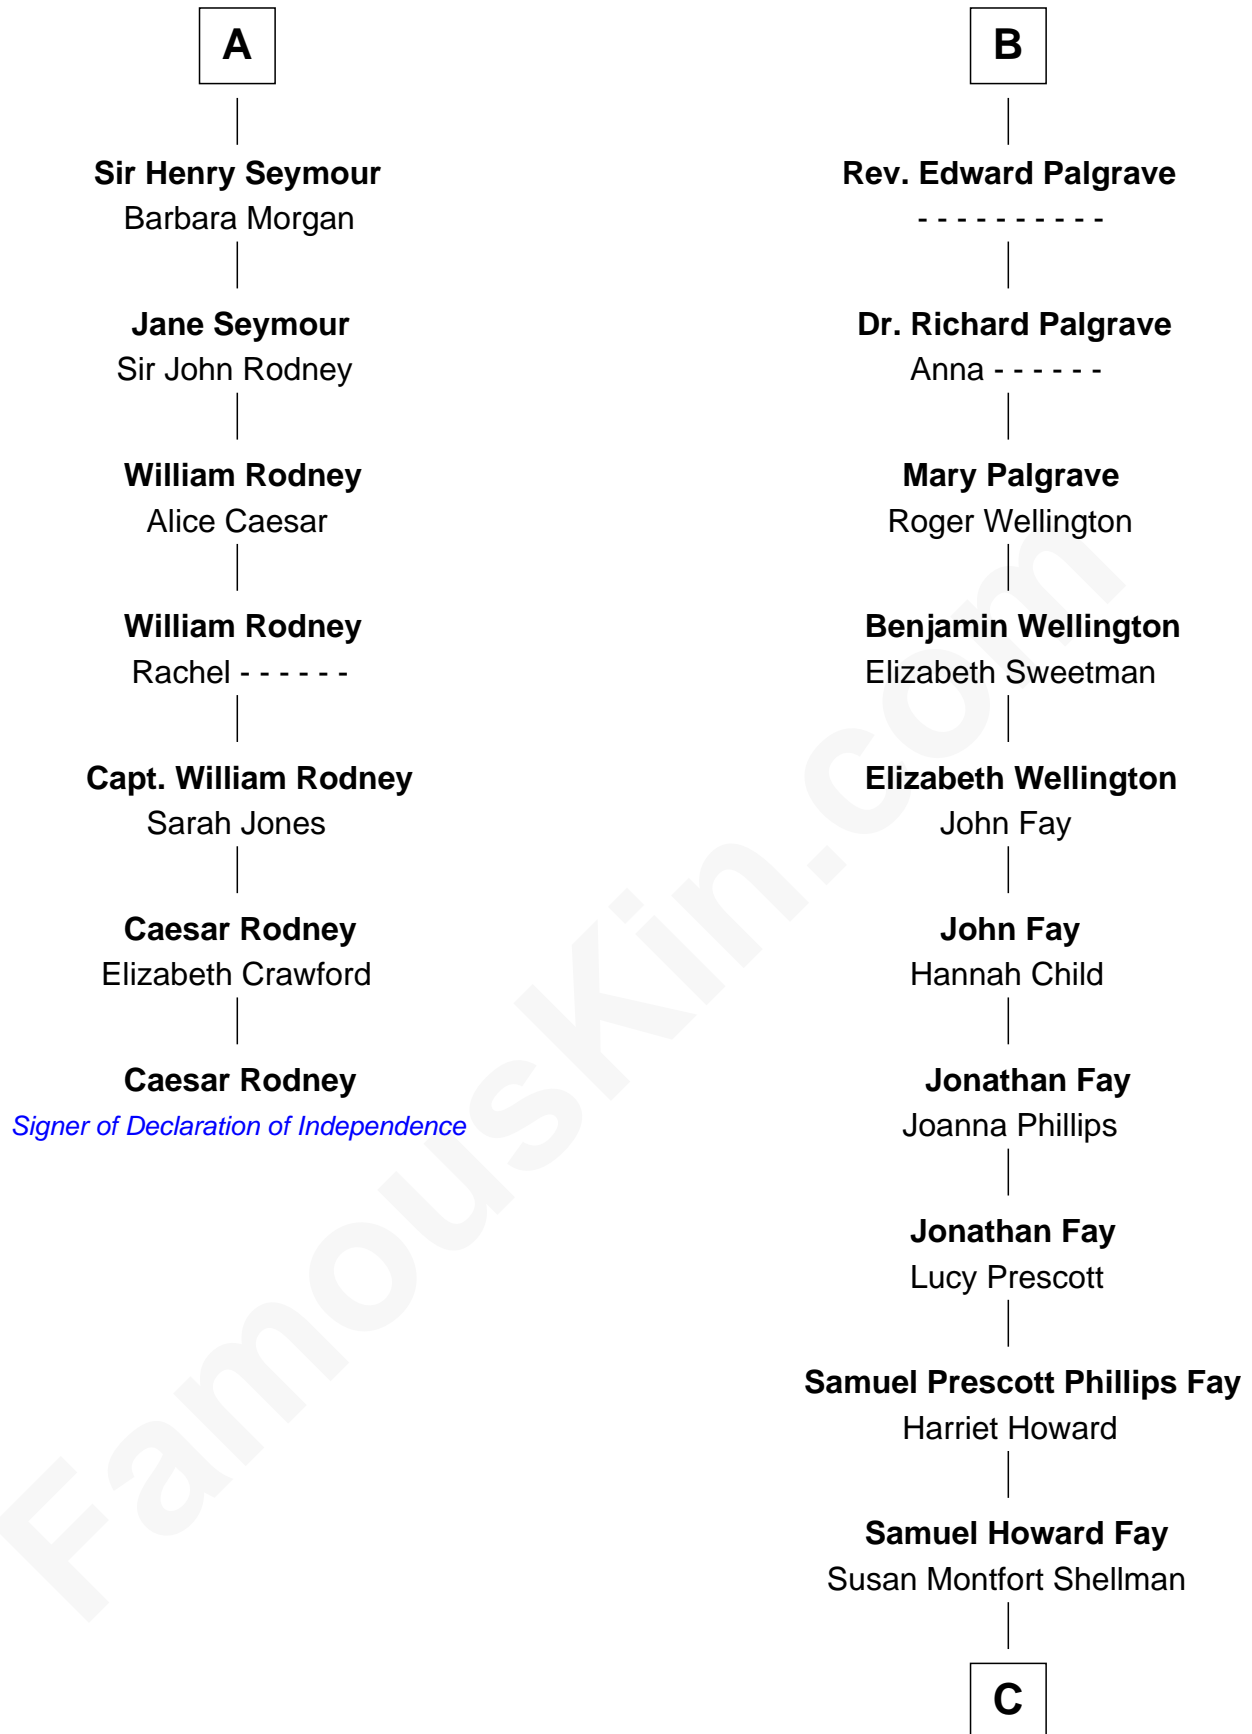 A
Sir Henry Seymour
Barbara Morgan
Jane Seymour
Sir John Rodney
William Rodney
Alice Caesar
William Rodney
Rachel - - - - - -
Capt. William Rodney
Sarah Jones
Caesar Rodney
Elizabeth Crawford
Caesar Rodney
Signer of Declaration of Independence
B
Rev. Edward Palgrave
- - - - - - - - - -
Dr. Richard Palgrave
Anna - - - - - -
Mary Palgrave
Roger Wellington
Benjamin Wellington
Elizabeth Sweetman
Elizabeth Wellington
John Fay
John Fay
Hannah Child
Jonathan Fay
Joanna Phillips
Jonathan Fay
Lucy Prescott
Samuel Prescott Phillips Fay
Harriet Howard
Samuel Howard Fay
Susan Montfort Shellman
C
FamousKin.com